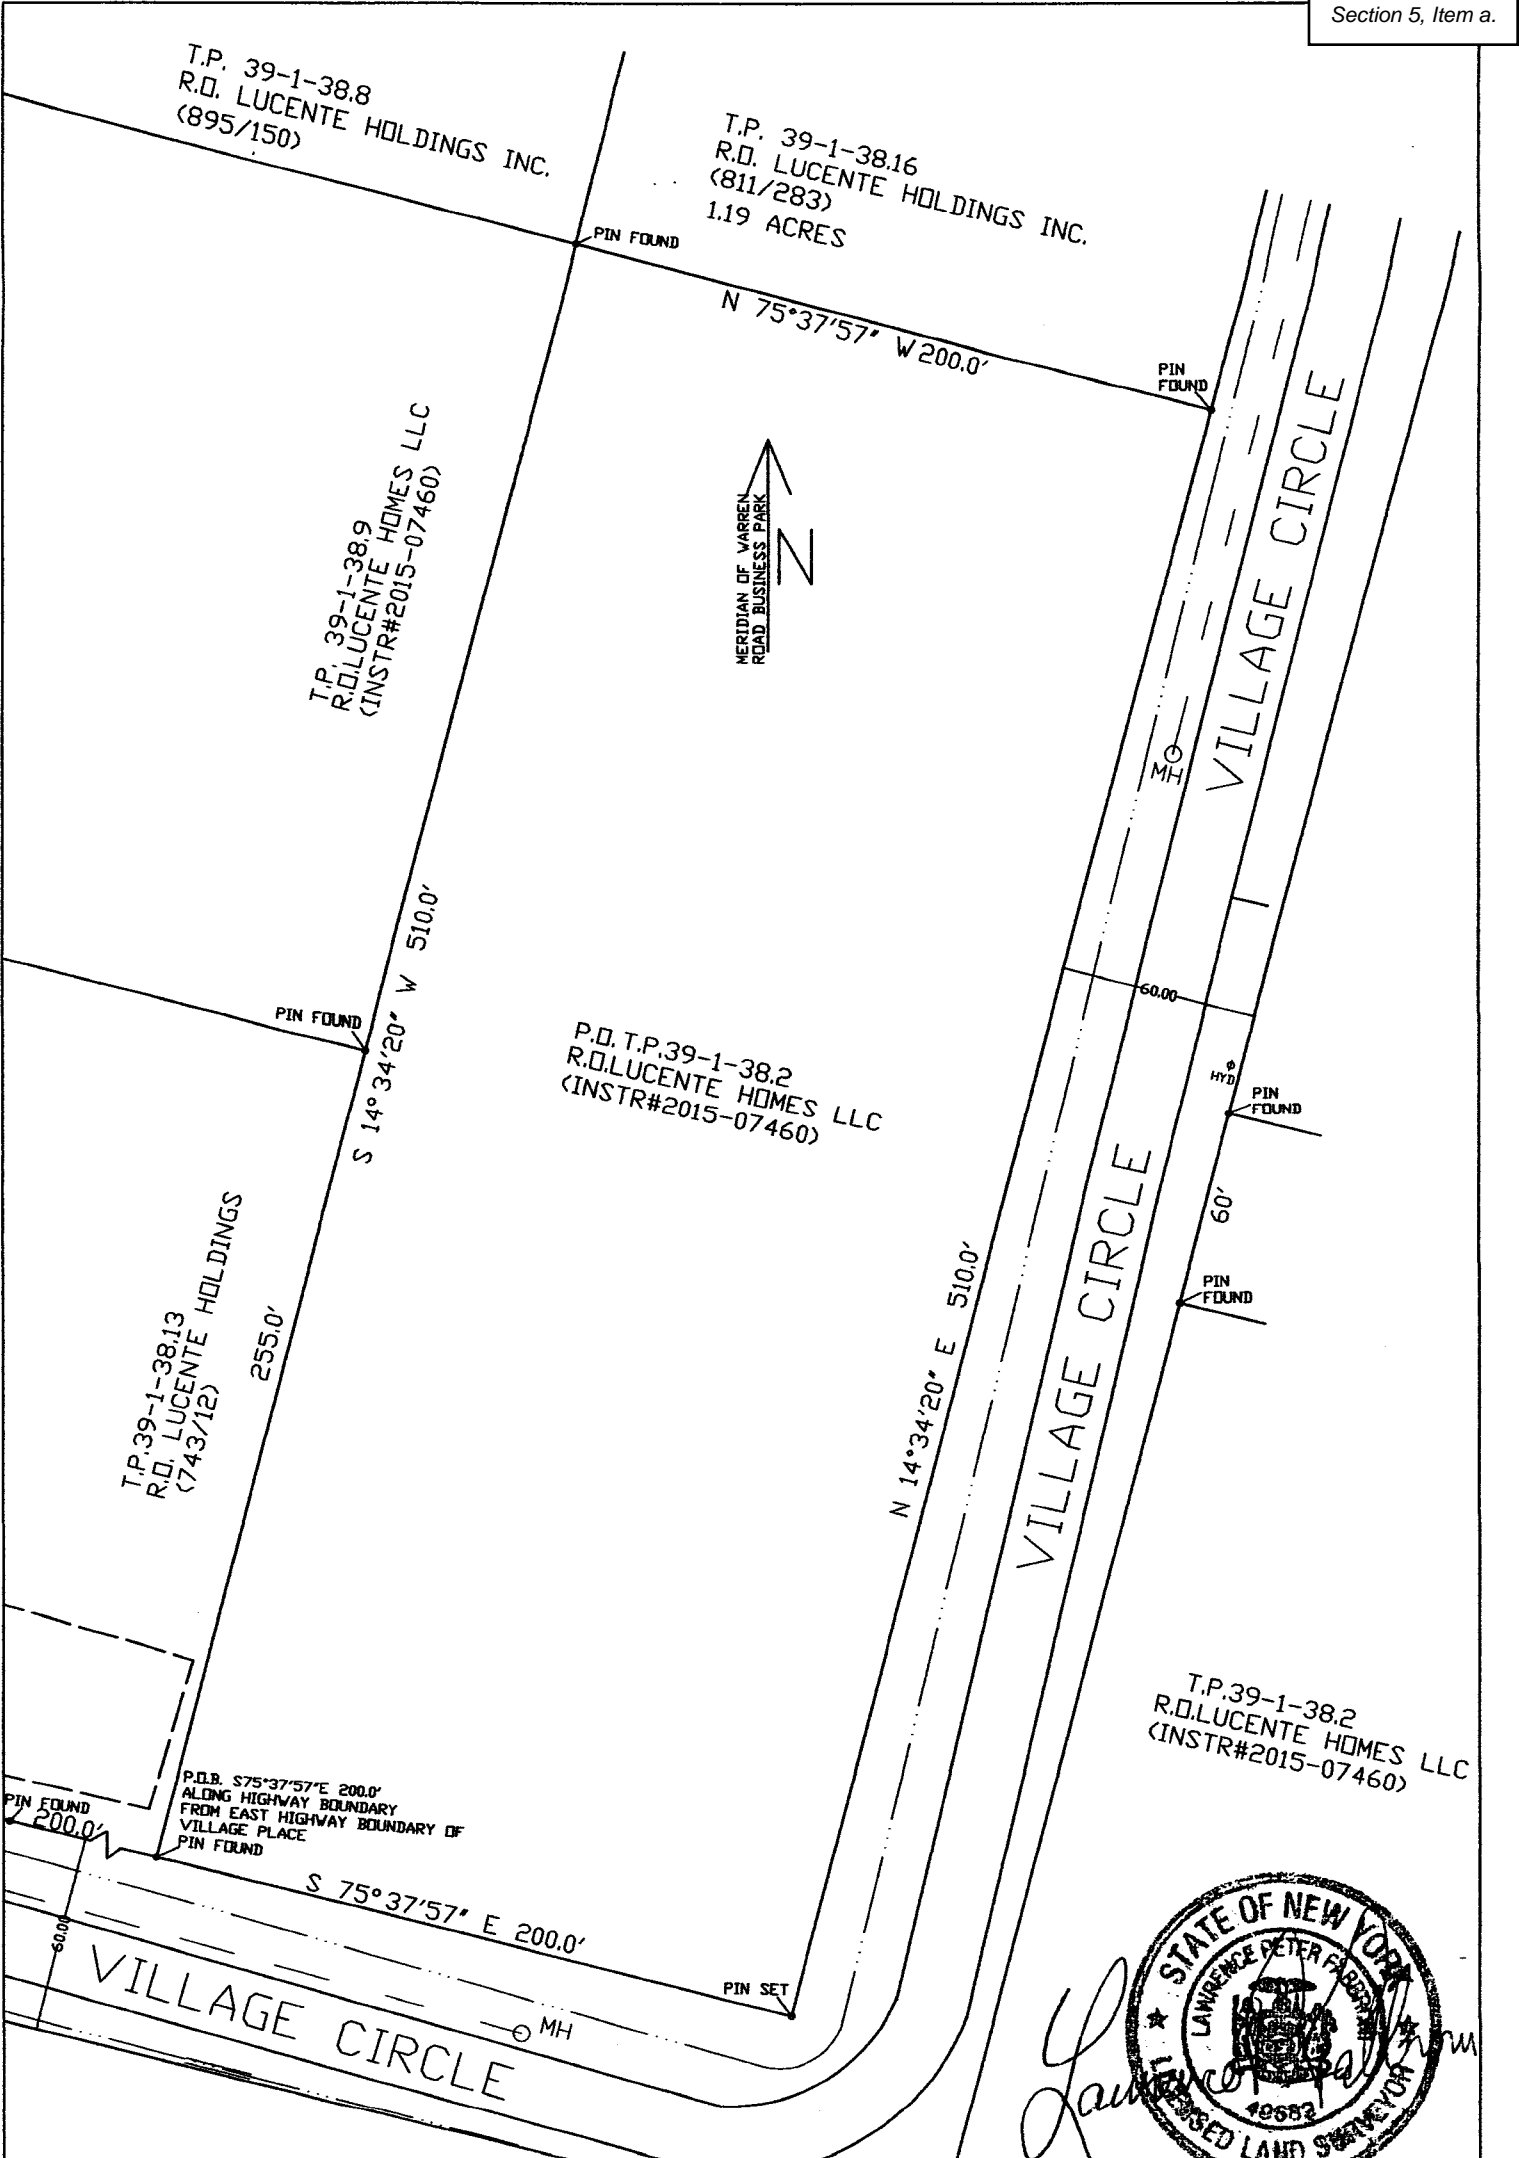 Section 5, Item a.
T.P. 39-1-38.8
R.O. LUCENTE HOLDINGS INC.
(895/150)
T.P. 39-1-38.16
R.O. LUCENTE HOLDINGS INC.
(811/283)
1.19 ACRES
PIN FOUND
N 75°37'57" W 200.0'
PIN
FOUND
VILLAGE CIRCLE
T.P. 39-1-38.9
R.O.LUCENTE HOMES LLC
(INSTR#2015-07460)
MERIDIAN OF WARREN
ROAD BUSINESS PARK
N
MH
S 14°34'20" W 510.0'
PIN FOUND
60.00
P.O. T.P.39-1-38.2
R.O.LUCENTE HOMES LLC
(INSTR#2015-07460)
HYD
PIN
FOUND
60'
PIN
FOUND
VILLAGE CIRCLE
N 14°34'20" E 510.0'
T.P.39-1-38.13
R.O. LUCENTE HOLDINGS
(743/12)
255.0'
T.P.39-1-38.2
R.O.LUCENTE HOMES LLC
(INSTR#2015-07460)
P.O.B. S75°37'57"E 200.0'
ALONG HIGHWAY BOUNDARY
FROM EAST HIGHWAY BOUNDARY OF
VILLAGE PLACE
PIN FOUND
PIN FOUND
200.0'
S 75°37'57" E 200.0'
60.00
PIN SET
MH
VILLAGE CIRCLE
STATE OF NEW YORK
LAWRENCE PETER
LICENSED LAND SURVEYOR